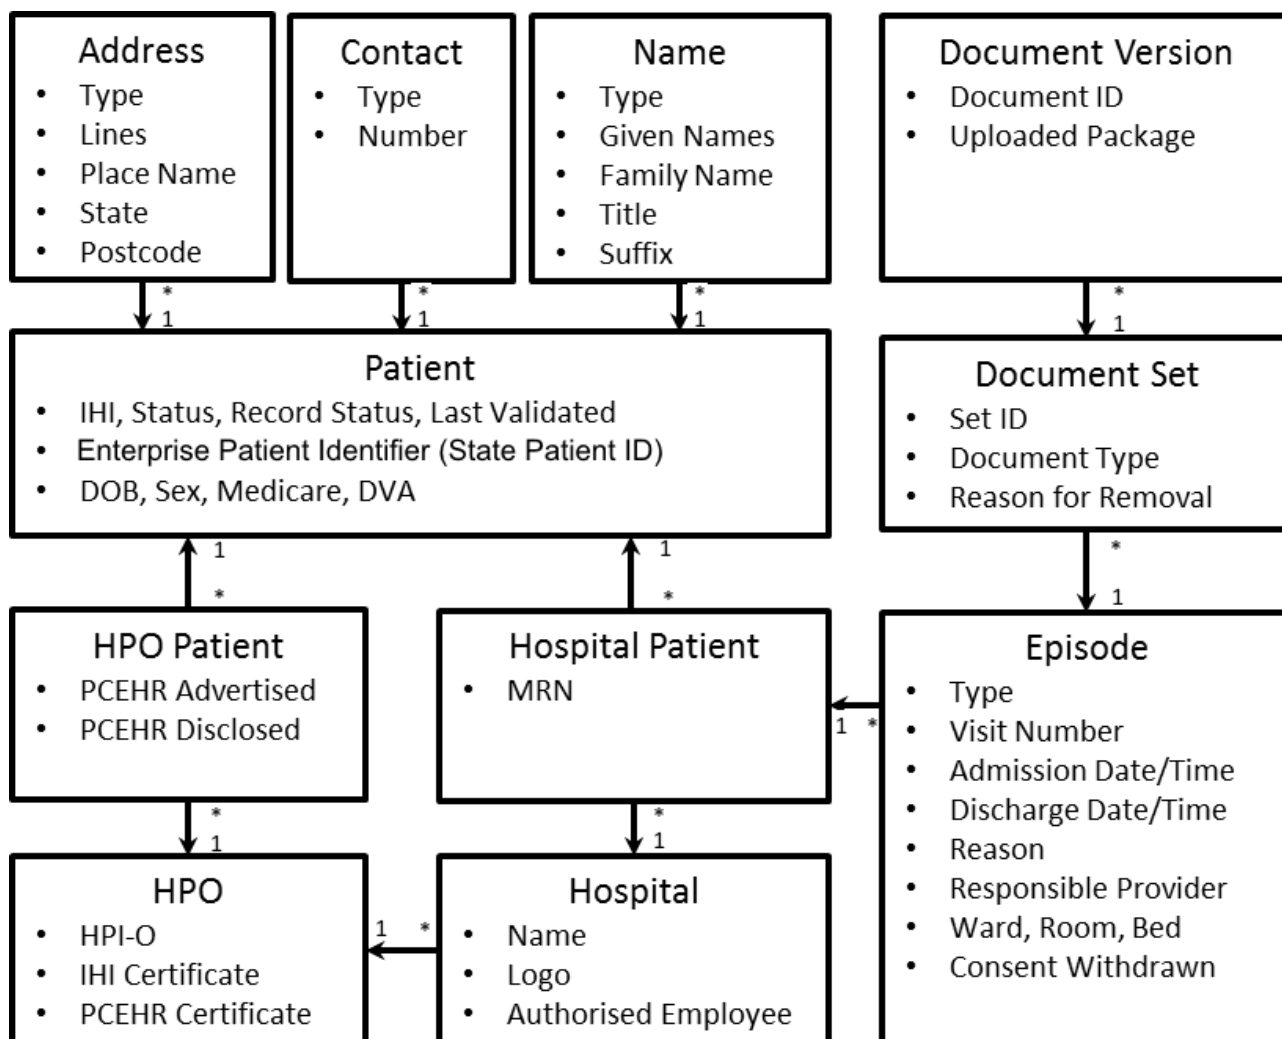 Address
• Type
• Lines
• Place Name
• State
• Postcode
Contact
• Type
• Number
Name
• Type
• Given Names
• Family Name
• Title
• Suffix
Document Version
• Document ID
• Uploaded Package
*
1
*
1
*
1
*
1
Patient
• IHI, Status, Record Status, Last Validated
• Enterprise Patient Identifier (State Patient ID)
• DOB, Sex, Medicare, DVA
Document Set
• Set ID
• Document Type
• Reason for Removal
1
*
1
*
*
1
HPO Patient
• PCEHR Advertised
• PCEHR Disclosed
Hospital Patient
• MRN
1 *
Episode
• Type
• Visit Number
• Admission Date/Time
• Discharge Date/Time
• Reason
• Responsible Provider
• Ward, Room, Bed
• Consent Withdrawn
*
1
*
1
HPO
• HPI-O
• IHI Certificate
• PCEHR Certificate
1 *
Hospital
• Name
• Logo
• Authorised Employee